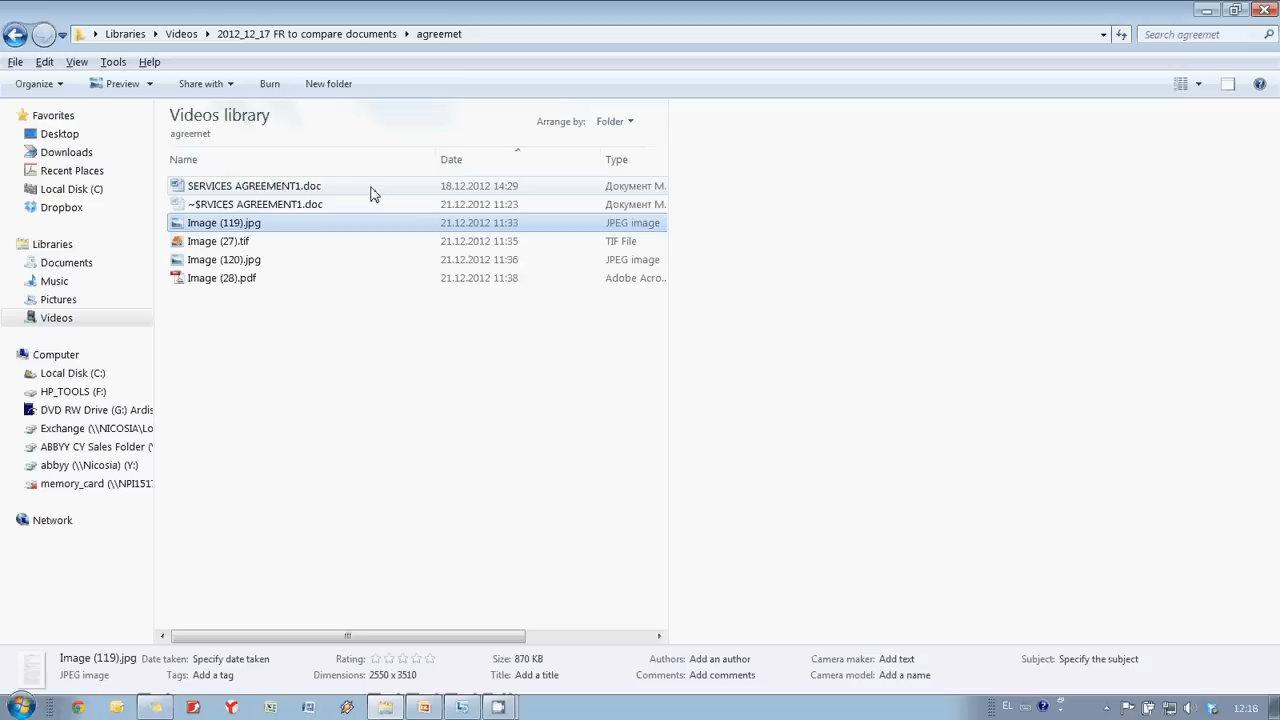 Libraries Videos 2012_12_17 FR to compare documents agreemet Search agreemet
File Edit View Tools Help
Organize Preview Share with Burn New folder
Favorites
Desktop
Downloads
Recent Places
Local Disk (C:)
Dropbox
Libraries
Documents
Music
Pictures
Videos
Computer
Local Disk (C:)
HP_TOOLS (F:)
DVD RW Drive (G:) Ardis
Exchange (\\NICOSIA\Lo
ABBYY CY Sales Folder (
abbyy (\\Nicosia) (Y:)
memory_card (\\NPI151
Network
Videos library
agreemet
Arrange by: Folder
Name Date Type
SERVICES AGREEMENT1.doc 18.12.2012 14:29 Документ M.
~$RVICES AGREEMENT1.doc 21.12.2012 11:23 Документ M.
Image (119).jpg 21.12.2012 11:33 JPEG image
Image (27).tif 21.12.2012 11:35 TIF File
Image (120).jpg 21.12.2012 11:36 JPEG image
Image (28).pdf 21.12.2012 11:38 Adobe Acro..
Image (119).jpg Date taken: Specify date taken Rating: Size: 870 KB Authors: Add an author Camera maker: Add text Subject: Specify the subject
JPEG image Tags: Add a tag Dimensions: 2550 x 3510 Title: Add a title Comments: Add comments Camera model: Add a name
EL 12:18